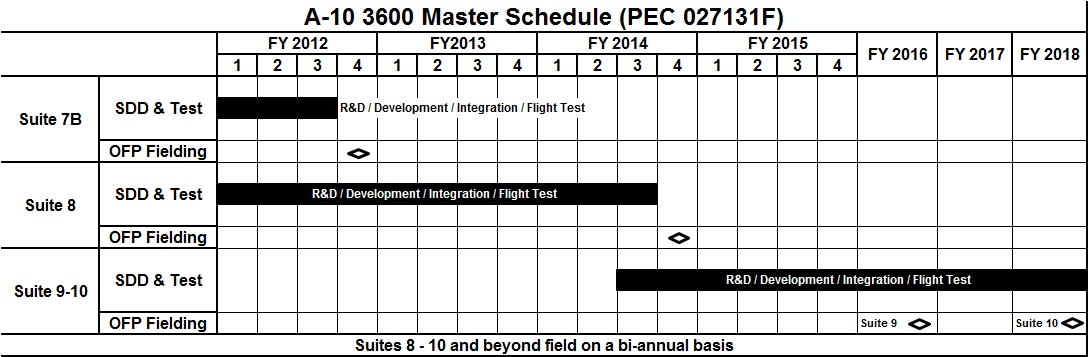 A-10 3600 Master Schedule (PEC 027131F)
FY 2012 FY2013 FY 2014 FY 2015 FY 2016 FY 2017 FY 2018
1 2 3 4 1 2 3 4 1 2 3 4 1 2 3 4
Suite 7B
SDD & Test
R&D / Development / Integration / Flight Test
OFP Fielding
Suite 8
SDD & Test
R&D / Development / Integration / Flight Test
OFP Fielding
Suite 9-10
SDD & Test
R&D / Development / Integration / Flight Test
OFP Fielding
Suite 9
Suite 10
Suites 8 - 10 and beyond field on a bi-annual basis